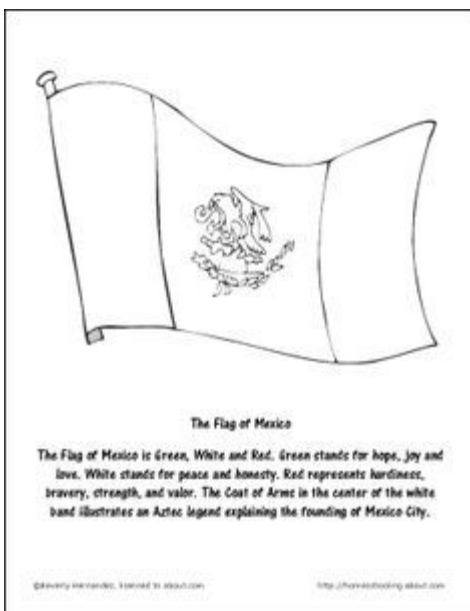 The Flag of Mexico
The Flag of Mexico is Green, White and Red. Green stands for hope, joy and
love. White stands for peace and honesty. Red represents hardiness,
bravery, strength, and valor. The Coat of Arms in the center of the white
band illustrates an Aztec legend explaining the founding of Mexico City.
©Beverly Hernandez, licensed to about.com
http://homeschooling.about.com